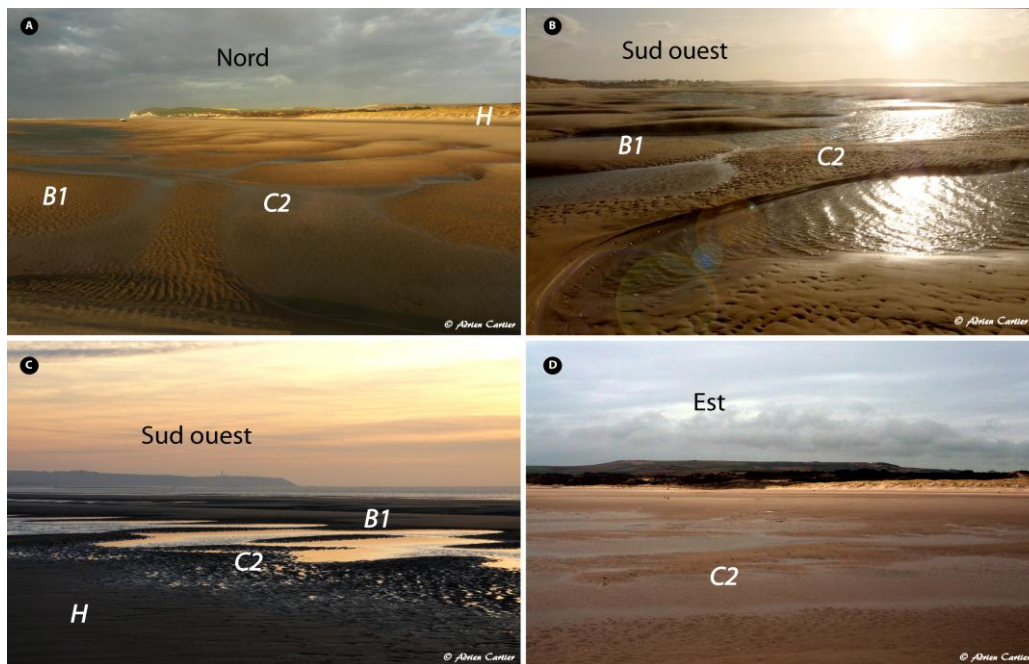 A
Nord
H
B1
C2
© Adrien Cartier
B
Sud ouest
B1
C2
© Adrien Cartier
C
Sud ouest
B1
C2
H
© Adrien Cartier
D
Est
C2
© Adrien Cartier